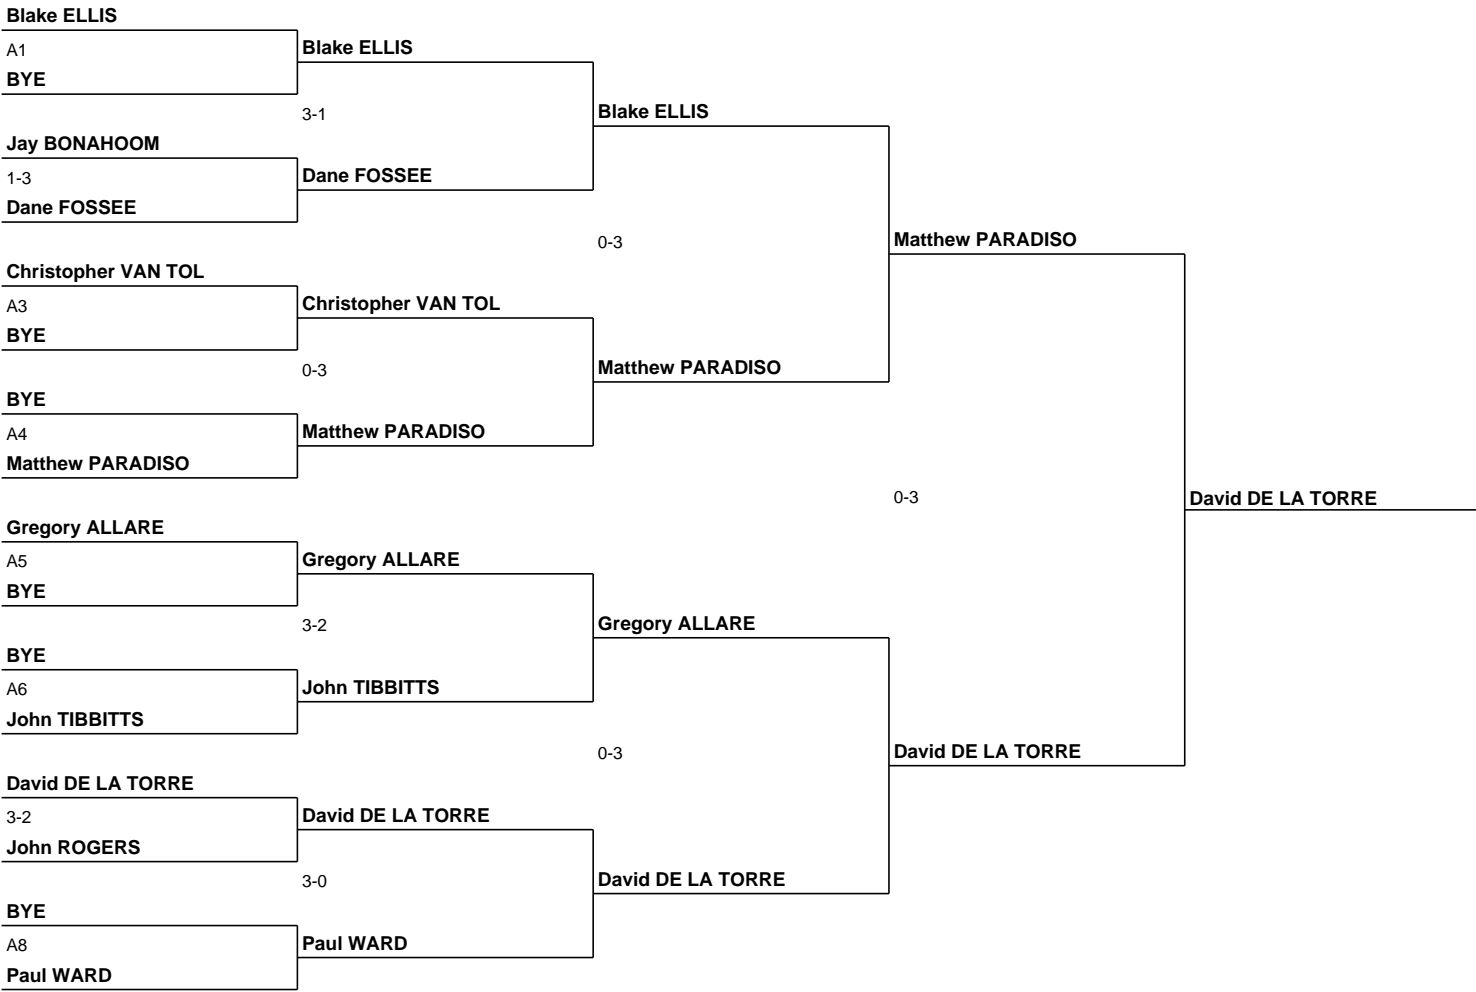 Blake ELLIS
A1
BYE
Jay BONAHOOM
1-3
Dane FOSSEE
Christopher VAN TOL
A3
BYE
BYE
A4
Matthew PARADISO
Gregory ALLARE
A5
BYE
BYE
A6
John TIBBITTS
David DE LA TORRE
3-2
John ROGERS
BYE
A8
Paul WARD
Blake ELLIS
3-1
Dane FOSSEE
Christopher VAN TOL
0-3
Matthew PARADISO
Gregory ALLARE
3-2
John TIBBITTS
David DE LA TORRE
3-0
Paul WARD
Blake ELLIS
0-3
Matthew PARADISO
Gregory ALLARE
0-3
David DE LA TORRE
Matthew PARADISO
0-3
David DE LA TORRE
David DE LA TORRE